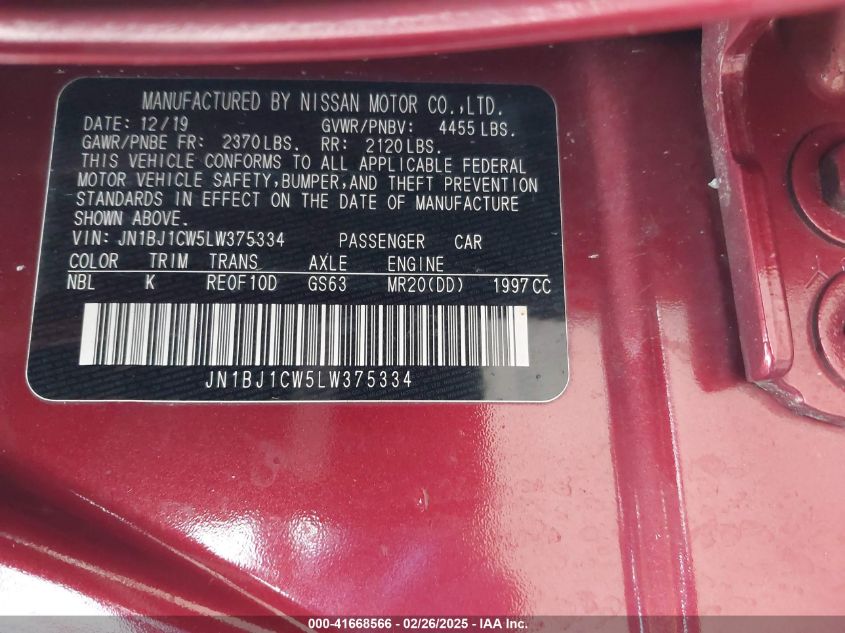 MANUFACTURED BY NISSAN MOTOR CO.,LTD.
DATE: 12/19 GVWR/PNBV: 4455 LBS.
GAWR/PNBE FR: 2370 LBS. RR: 2120 LBS.
THIS VEHICLE CONFORMS TO ALL APPLICABLE FEDERAL
MOTOR VEHICLE SAFETY,BUMPER,AND THEFT PREVENTION
STANDARDS IN EFFECT ON THE DATE OF MANUFACTURE
SHOWN ABOVE.
VIN: JN1BJ1CW5LW375334 PASSENGER CAR
COLOR TRIM TRANS AXLE ENGINE
NBL K RE0F10D GS63 MR20(DD) 1997 CC
JN1BJ1CW5LW375334
000-41668566 - 02/26/2025 - IAA Inc.